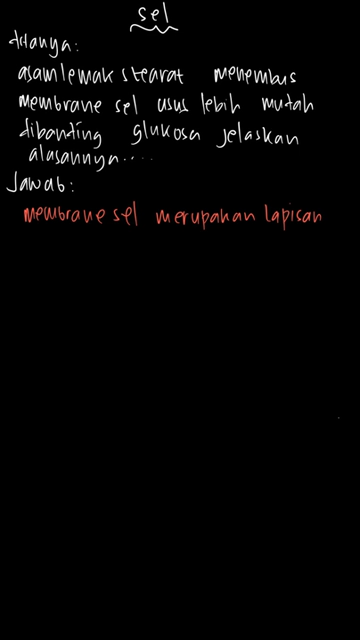 sel
ditanya:
asam lemak stearat menembus
membrane sel usus lebih mudah
dibanding glukosa jelaskan
alasannya....
Jawab:
membrane sel merupakan lapisan